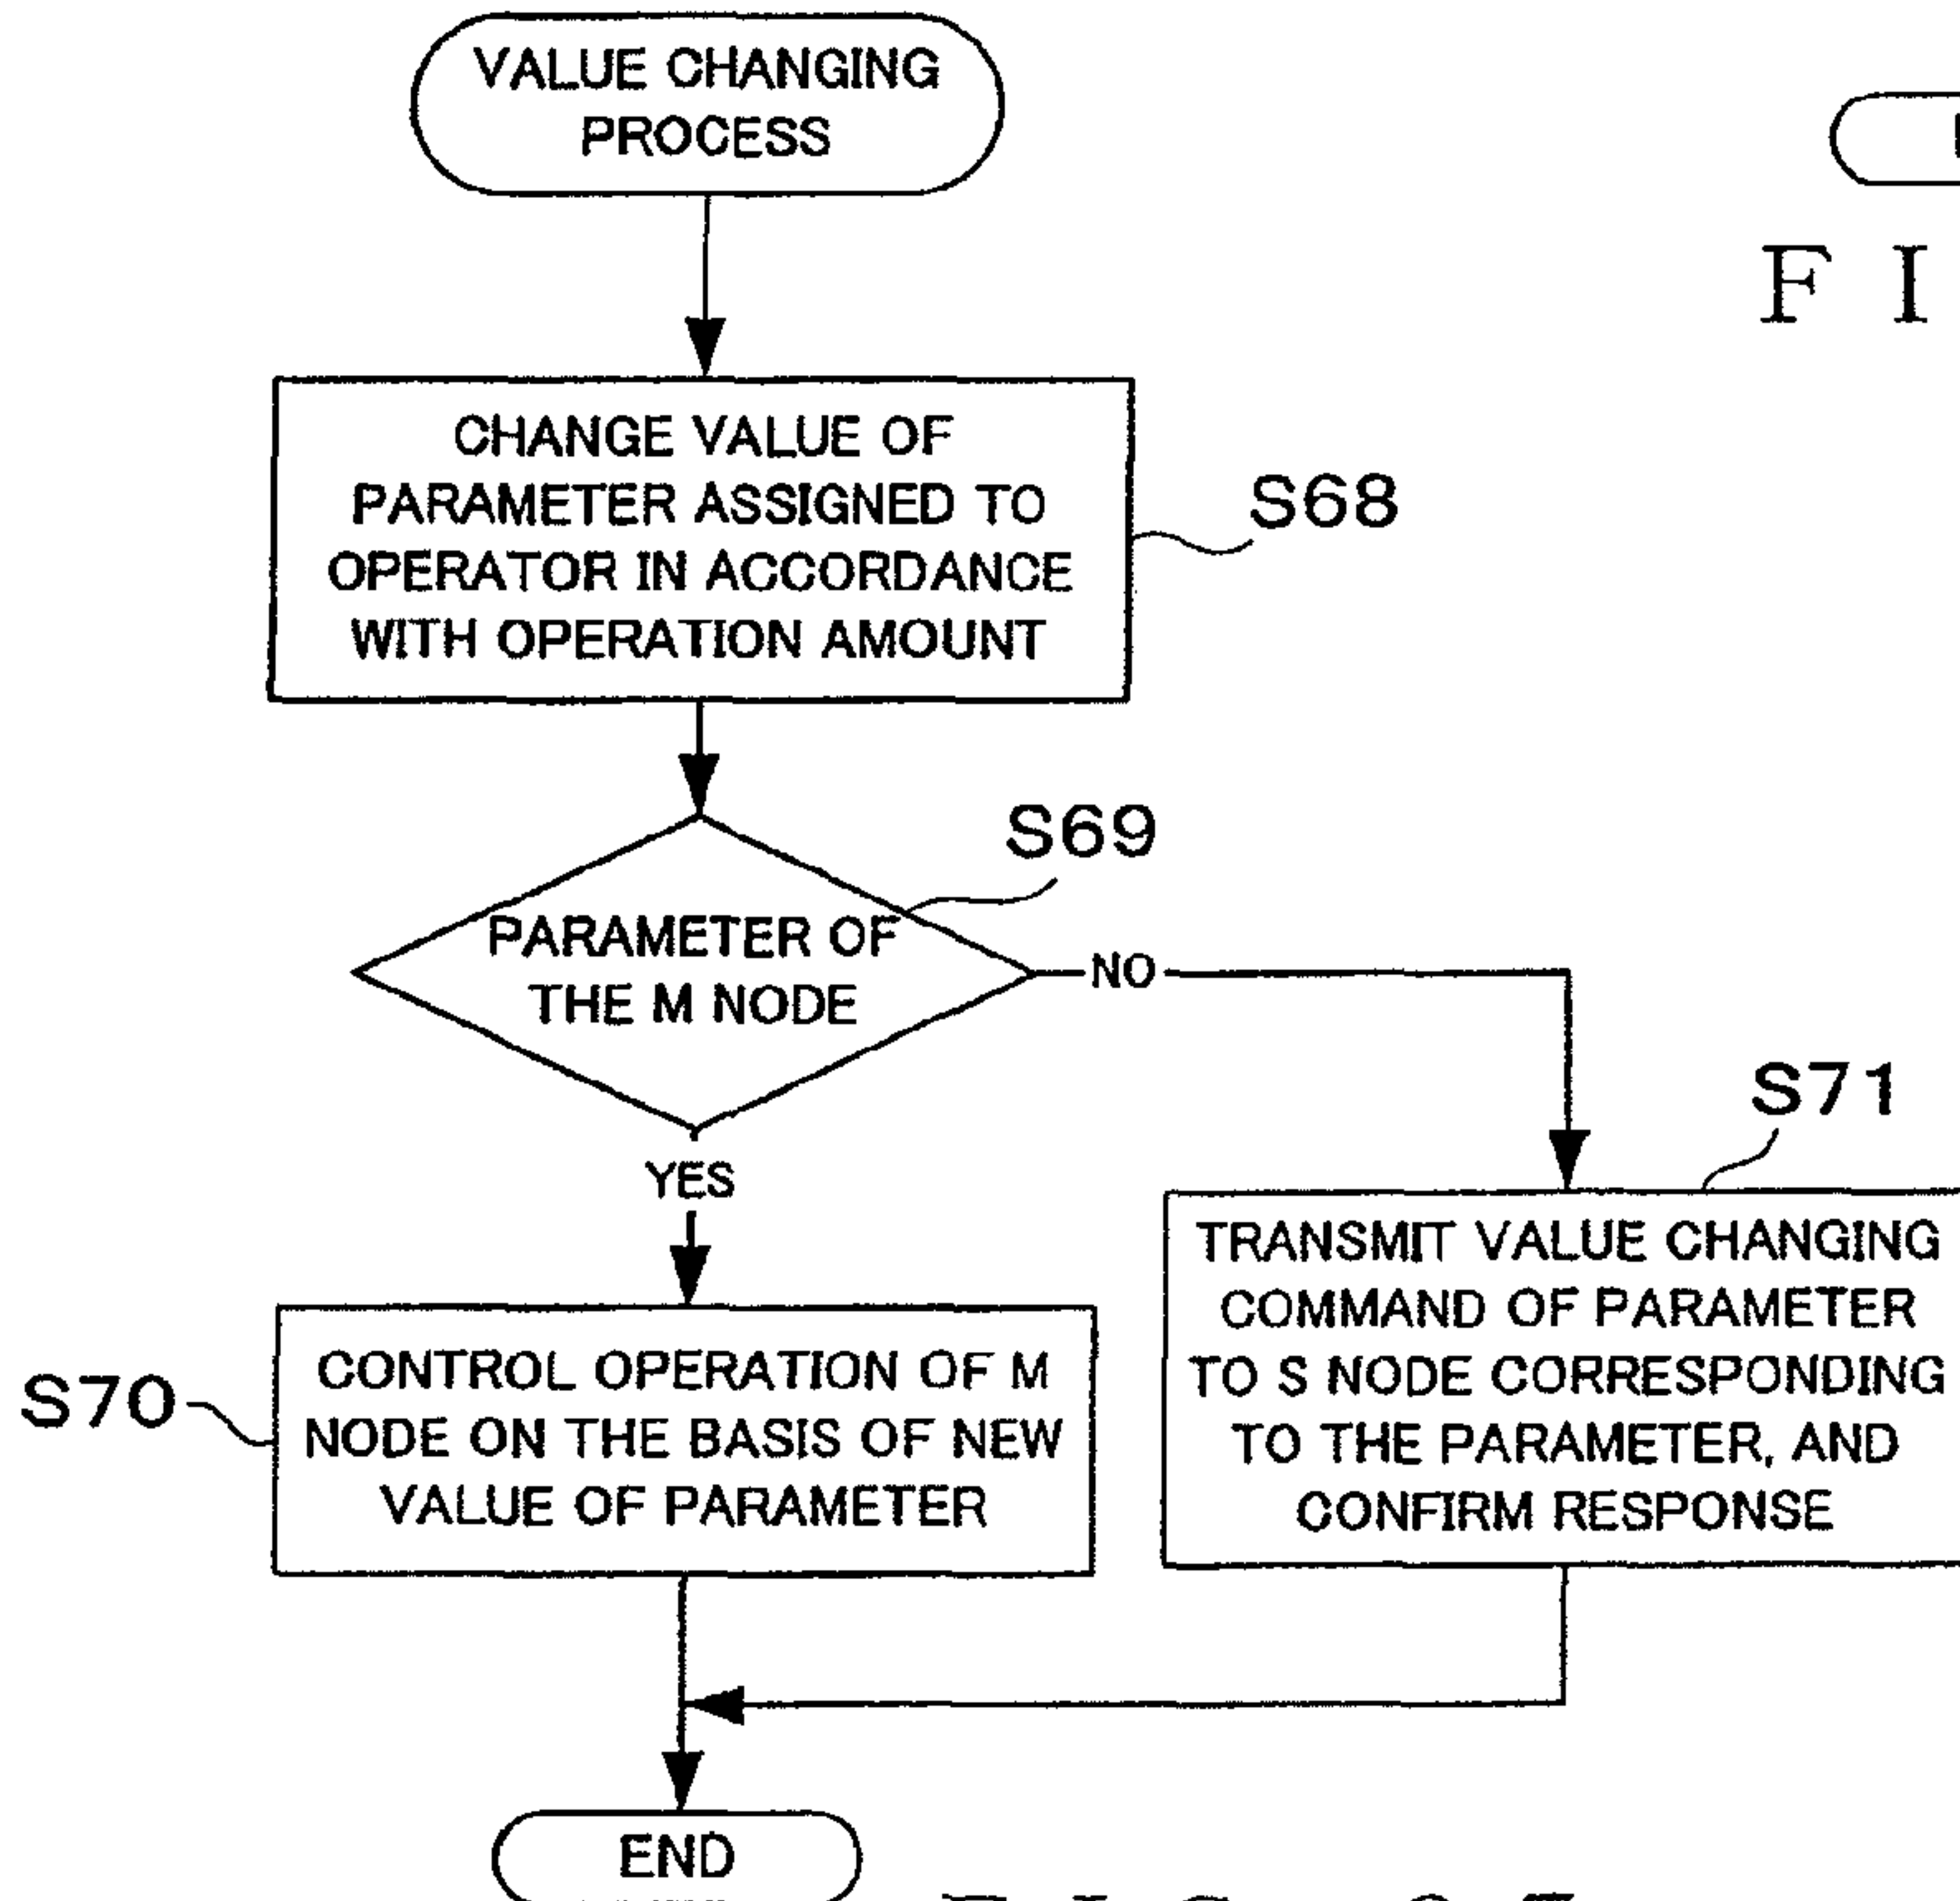 VALUE CHANGING
PROCESS
F I
CHANGE VALUE OF
PARAMETER ASSIGNED TO
OPERATOR IN ACCORDANCE
WITH OPERATION AMOUNT
S68
S69
PARAMETER OF
THE M NODE
NO
YES
S71
TRANSMIT VALUE CHANGING
COMMAND OF PARAMETER
TO S NODE CORRESPONDING
TO THE PARAMETER, AND
CONFIRM RESPONSE
S70
CONTROL OPERATION OF M
NODE ON THE BASIS OF NEW
VALUE OF PARAMETER
END